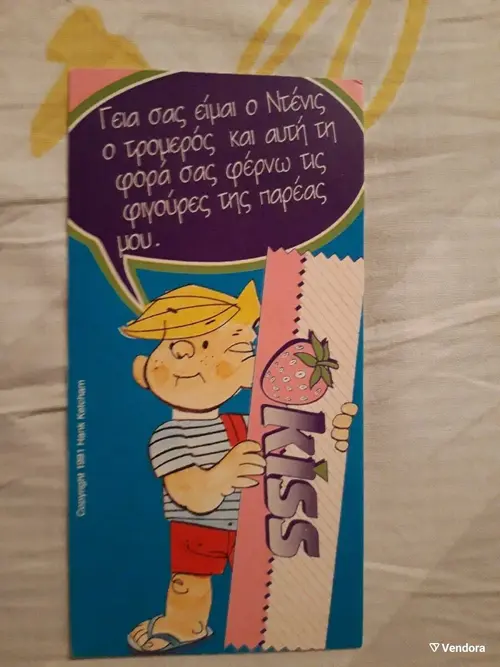 Γεια σας είμαι ο Ντένις
ο τρομερός και αυτή τη
φορά σας φέρνω τις
φιγούρες της παρέας
μου.
kiss
Copyright 1991 Hank Ketcham
Vendora